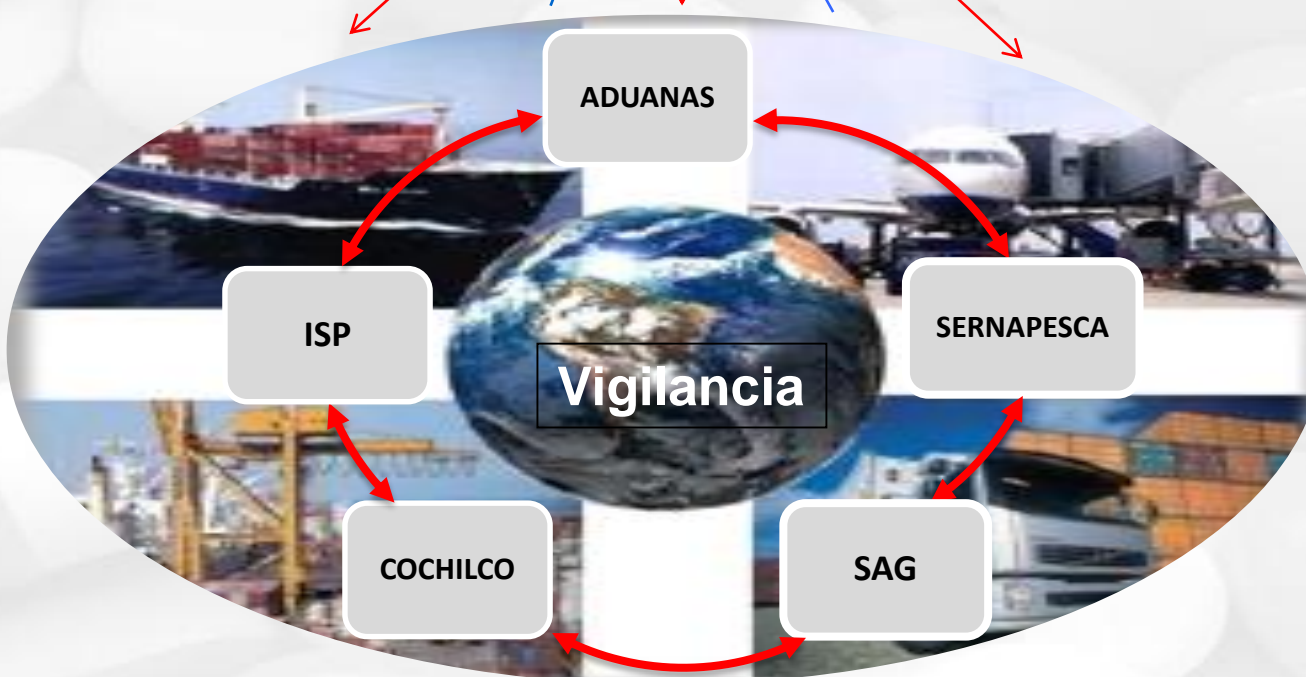 ADUANAS
ISP
SERNAPESCA
Vigilancia
COCHILCO
SAG